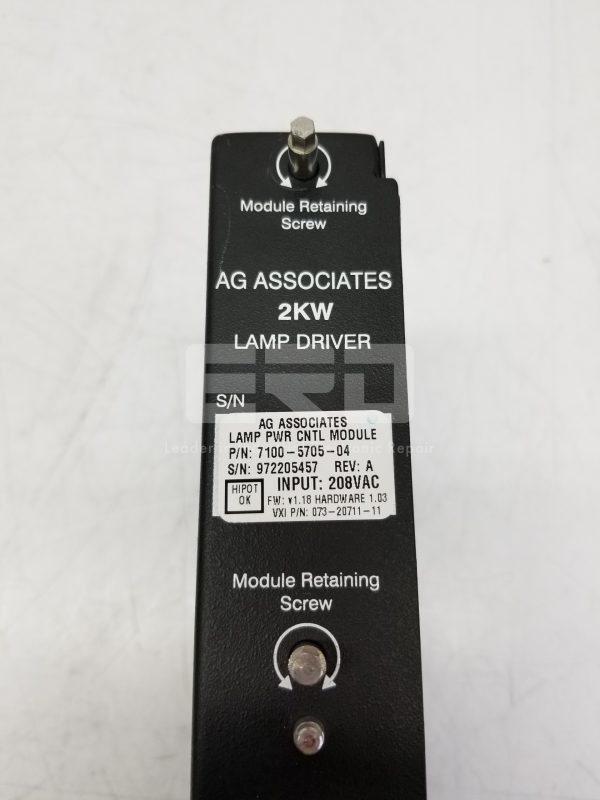 Module Retaining
Screw
AG ASSOCIATES
2KW
LAMP DRIVER
ERD
S/N
AG ASSOCIATES
LAMP PWR CNTL MODULE
P/N: 7100-5705-04
S/N: 972205457 REV: A
HIPOT
OK
INPUT: 208VAC
FW: v1.18 HARDWARE 1.03
VXI P/N: 073-20711-11
Module Retaining
Screw